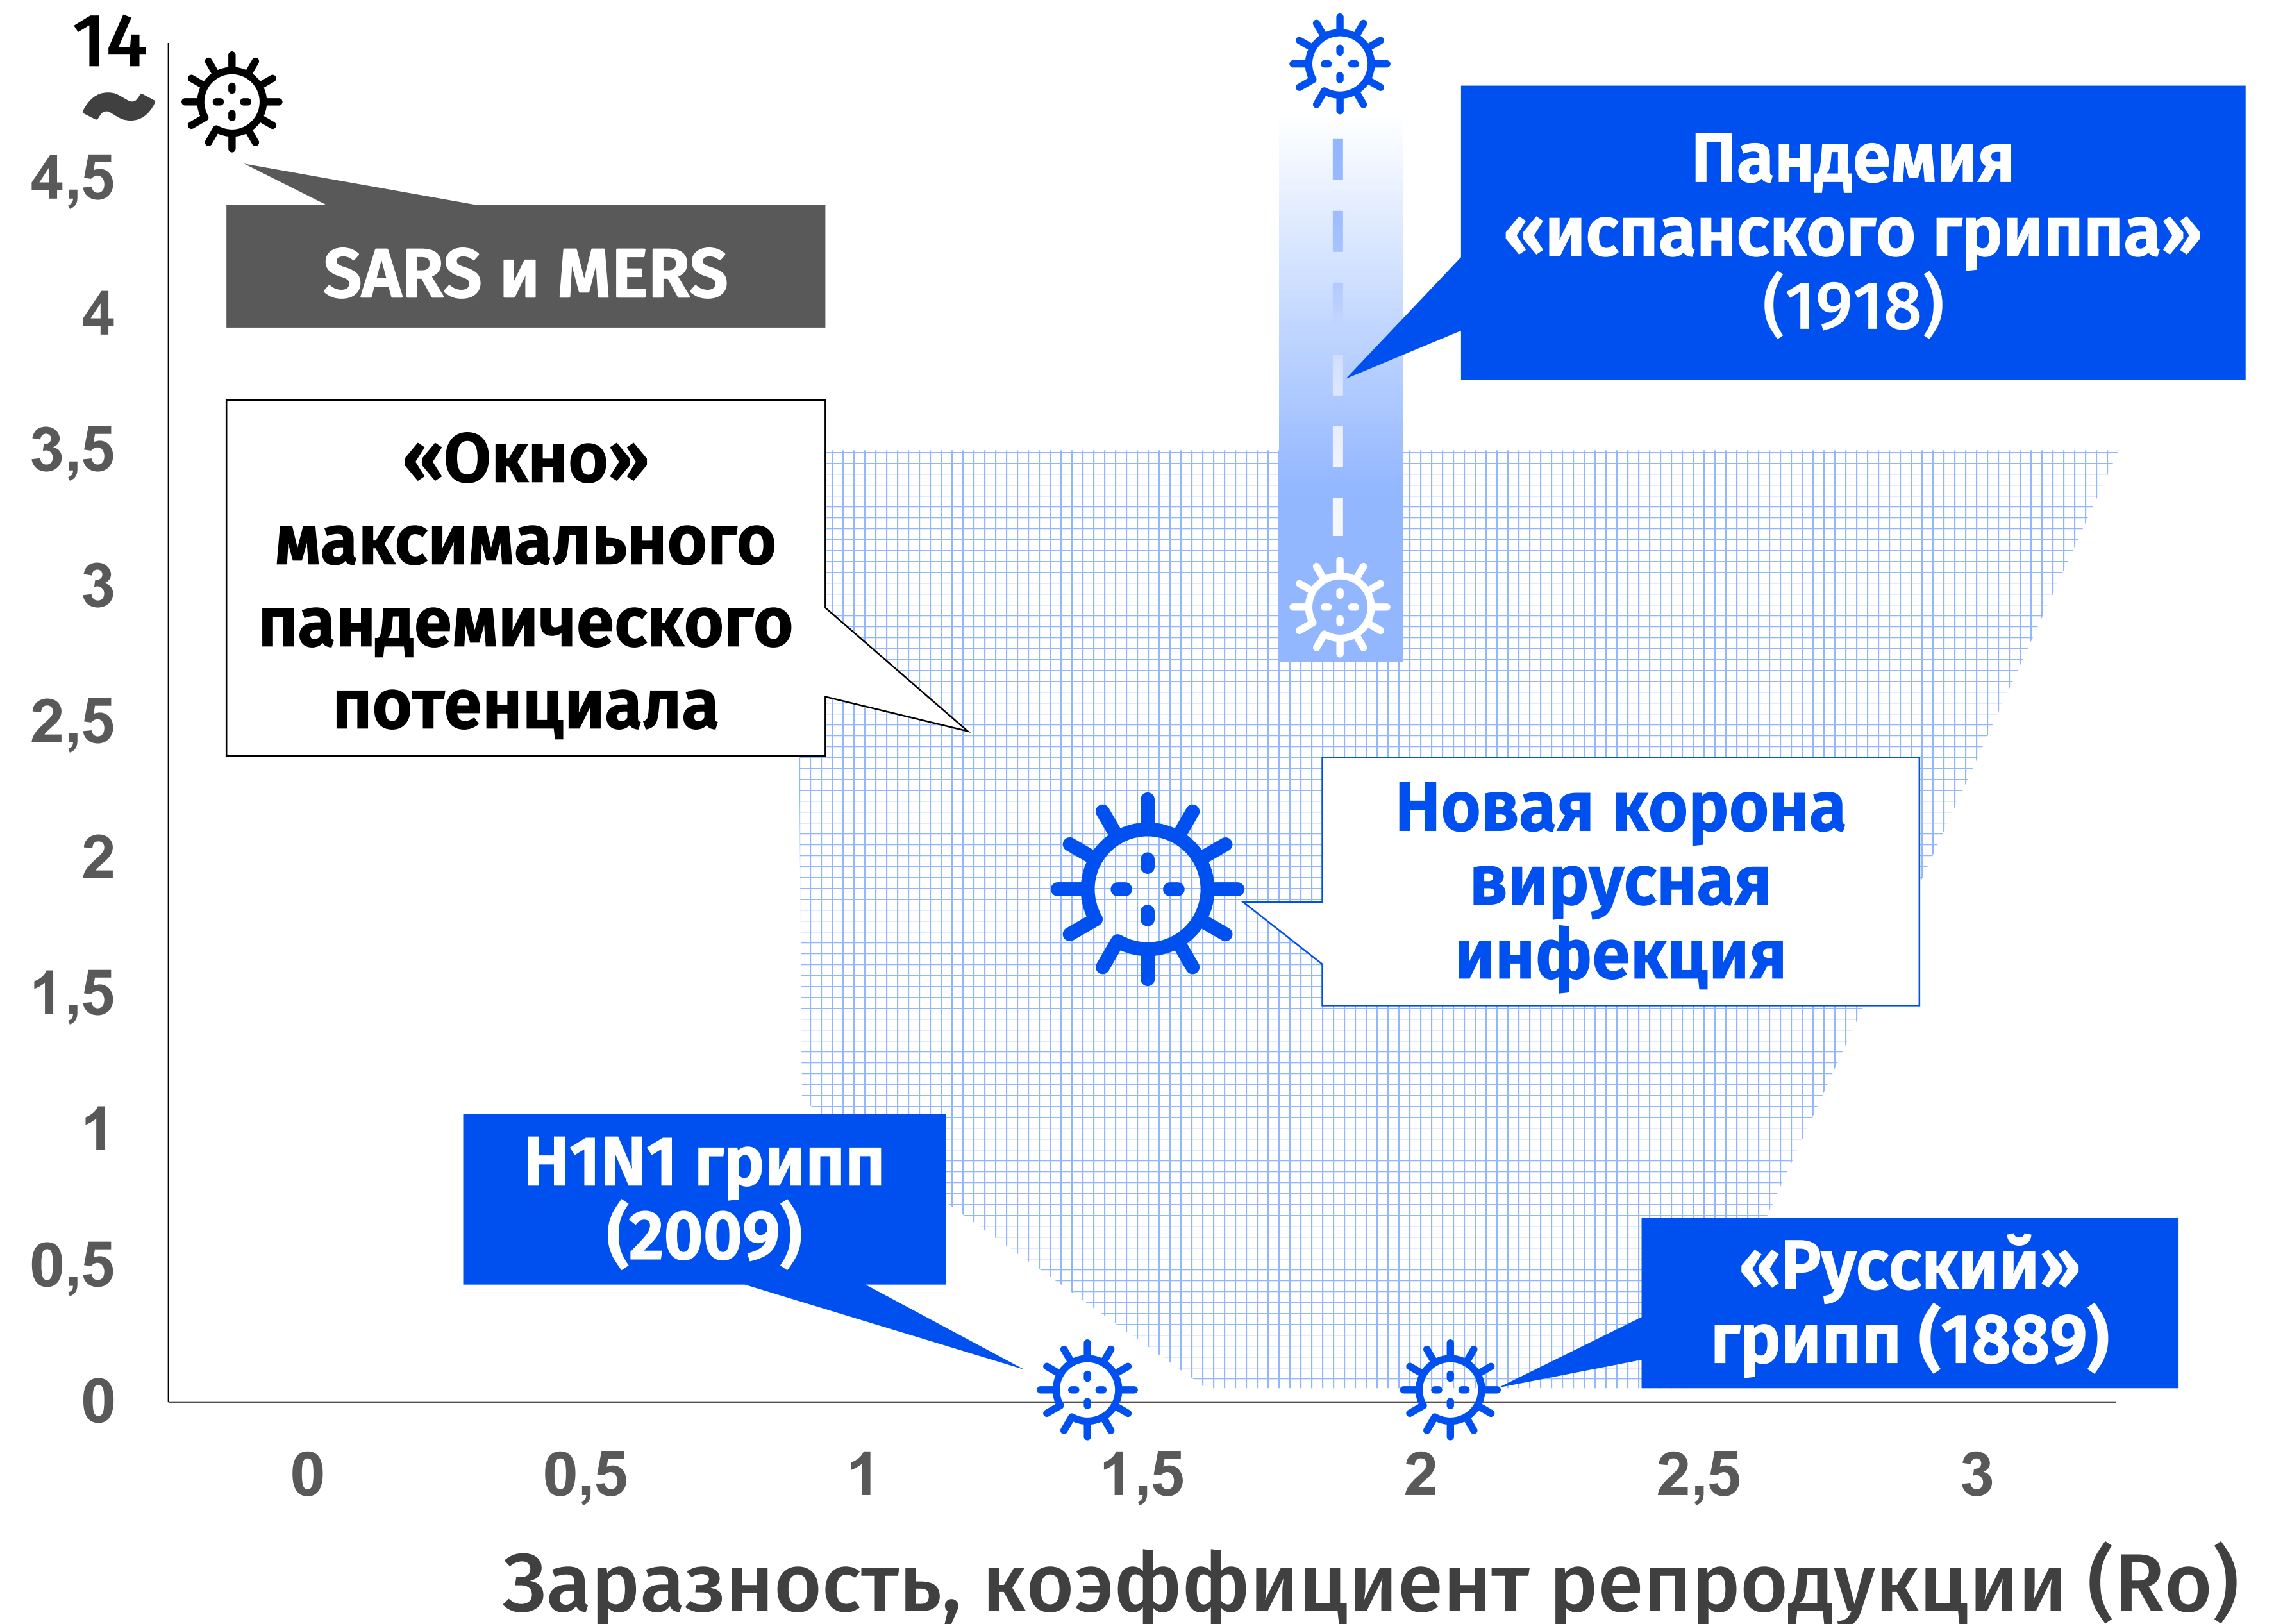 14
≈
4,5
4
3,5
3
2,5
2
1,5
1
0,5
0
SARS и MERS
Пандемия
«испанского гриппа»
(1918)
«Окно»
максимального
пандемического
потенциала
Новая корона
вирусная
инфекция
H1N1 грипп
(2009)
«Русский»
грипп (1889)
0 0,5 1 1,5 2 2,5 3
Заразность, коэффициент репродукции (Ro)